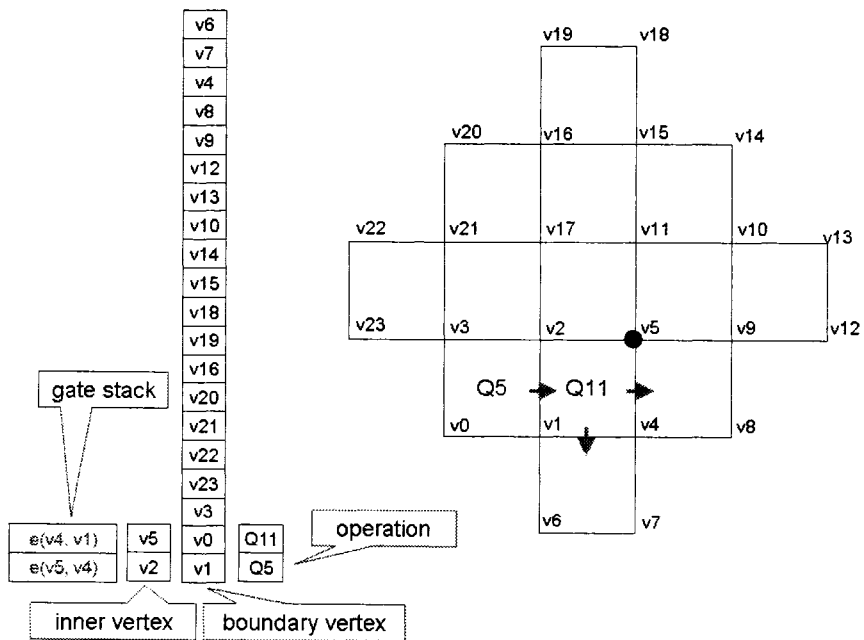 v6
v7
v4
v8
v9
v12
v13
v10
v14
v15
v18
v19
v16
v20
v21
v22
v23
v3
gate stack
operation
e(v4, v1) v5 v0 Q11
e(v5, v4) v2 v1 Q5
inner vertex boundary vertex
v19 v18
v20 v16 v15 v14
v22 v21 v17 v11 v10 v13
v23 v3 v2 v5 v9 v12
Q5 Q11
v0 v1 v4 v8
v6 v7